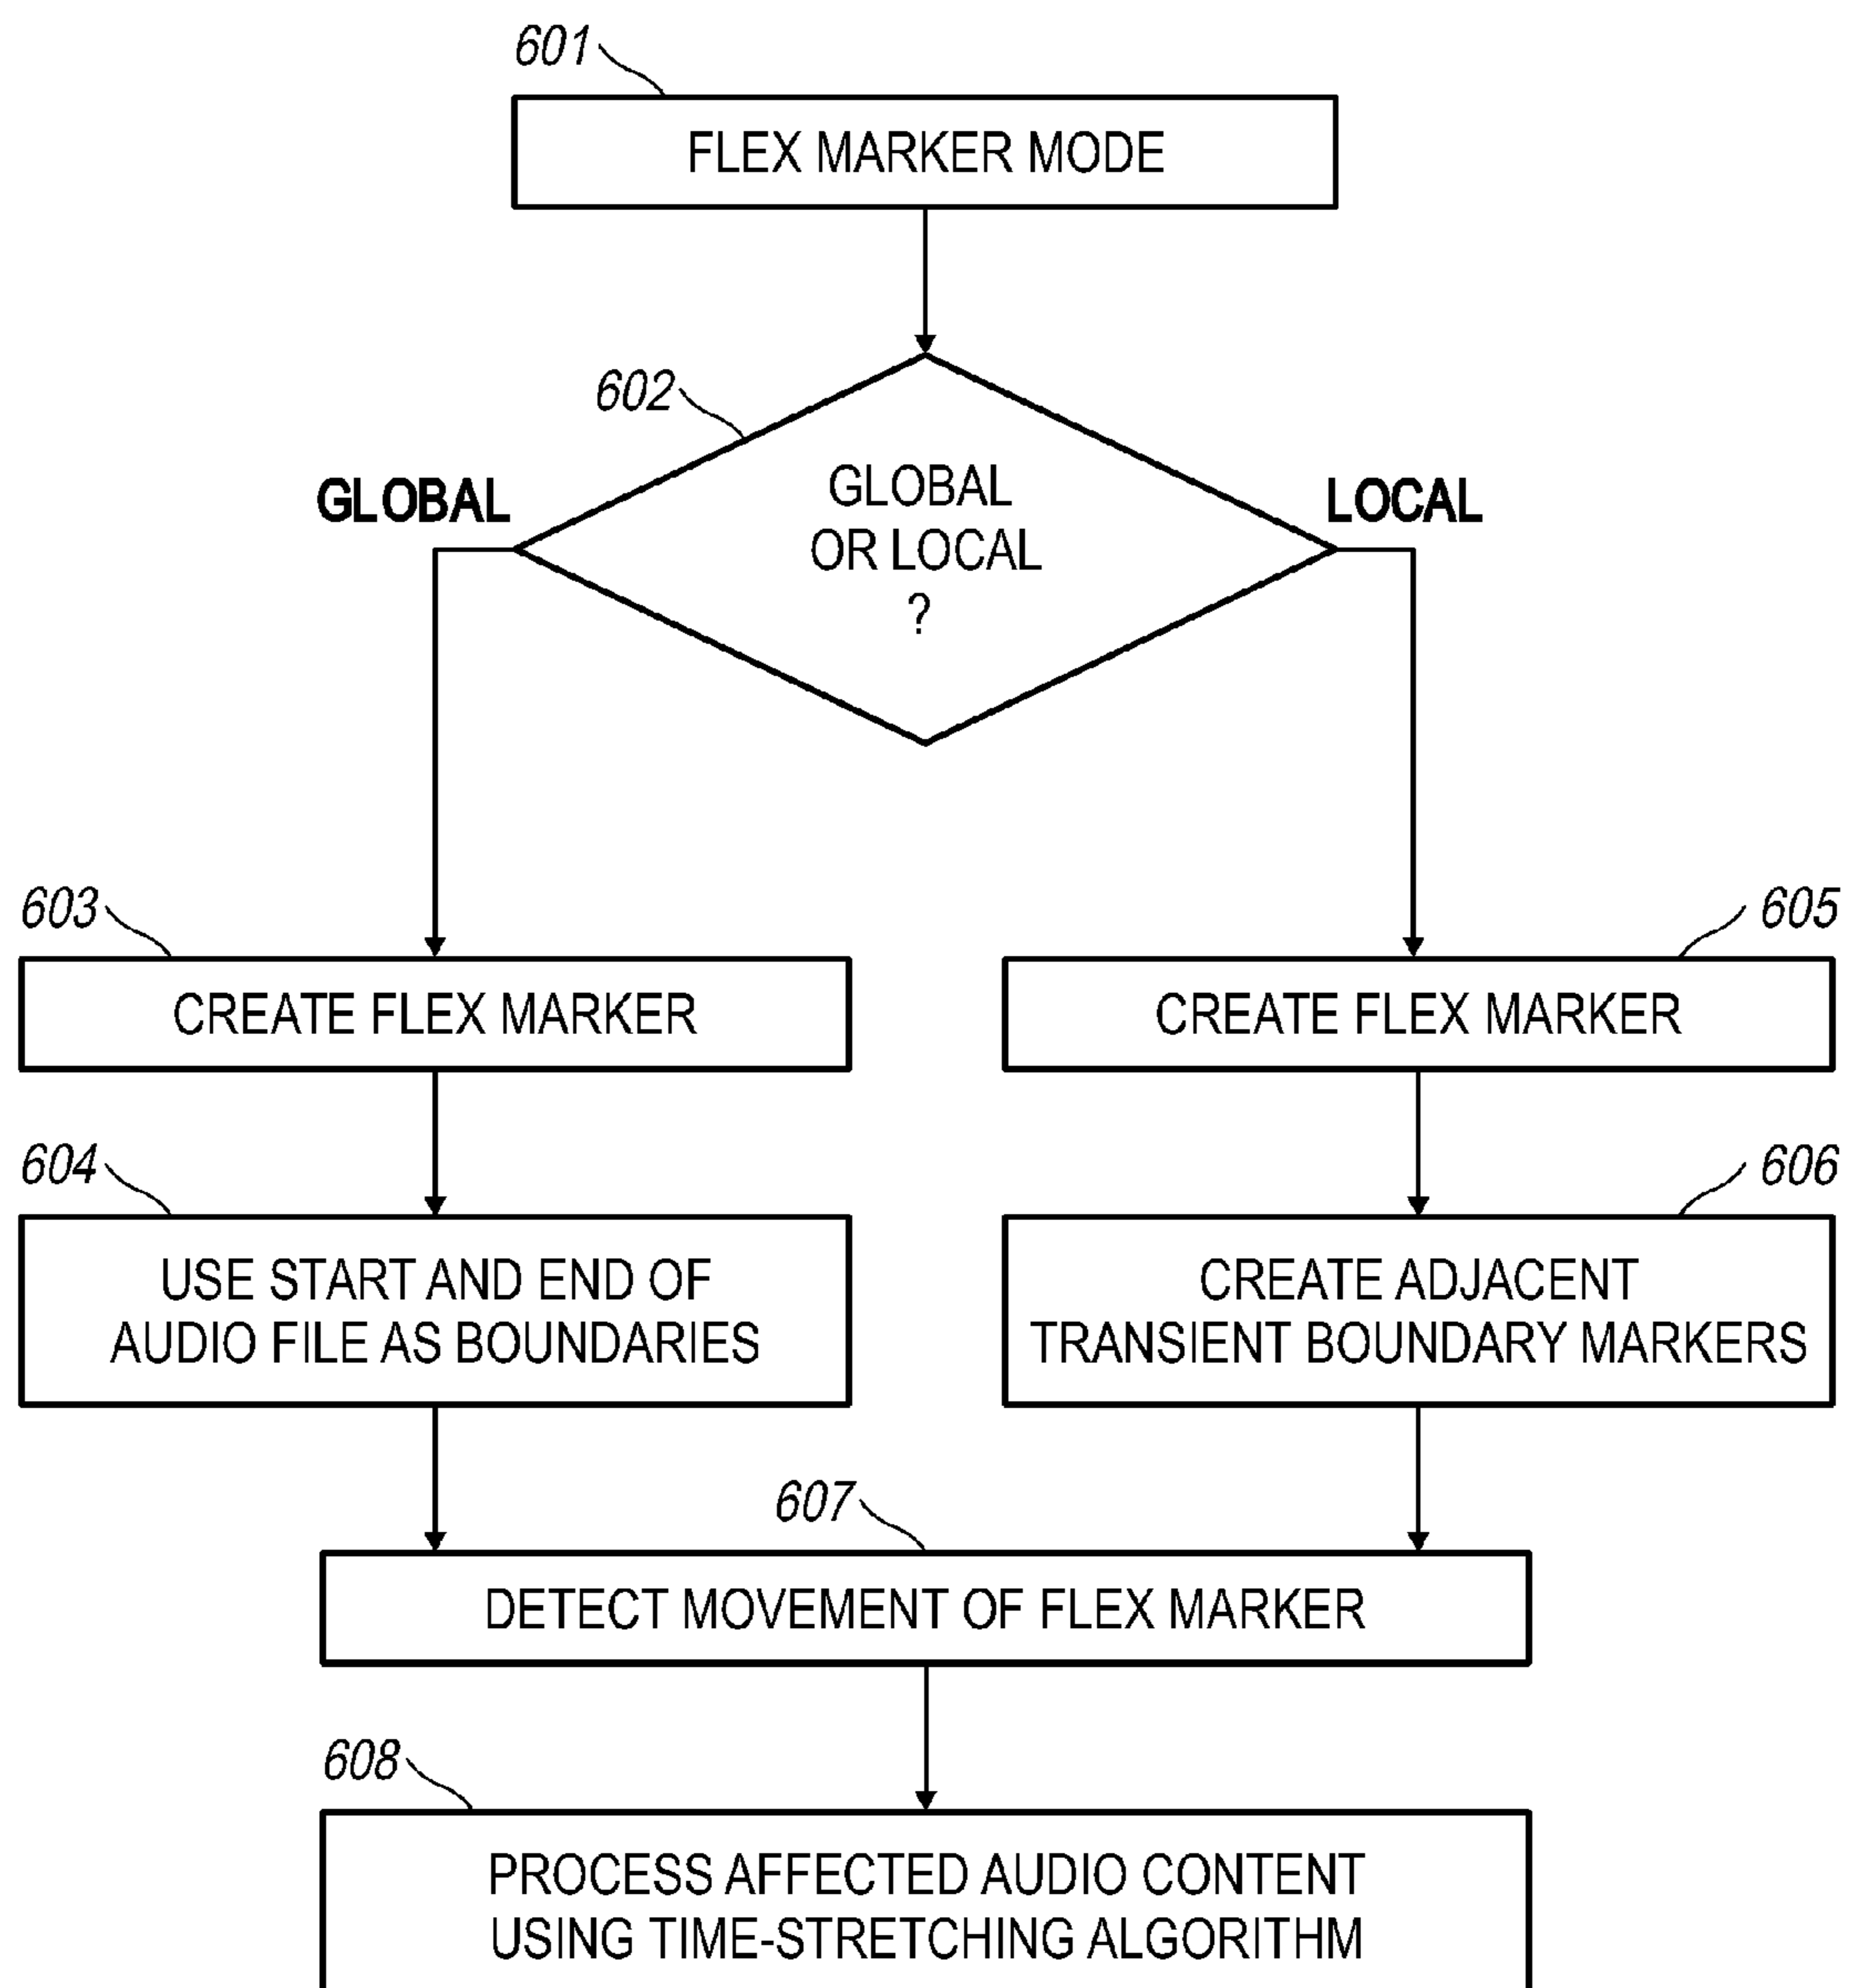 601
FLEX MARKER MODE
602
GLOBAL
GLOBAL
OR LOCAL
?
LOCAL
603
CREATE FLEX MARKER
605
CREATE FLEX MARKER
604
USE START AND END OF
AUDIO FILE AS BOUNDARIES
606
CREATE ADJACENT
TRANSIENT BOUNDARY MARKERS
607
DETECT MOVEMENT OF FLEX MARKER
608
PROCESS AFFECTED AUDIO CONTENT
USING TIME-STRETCHING ALGORITHM